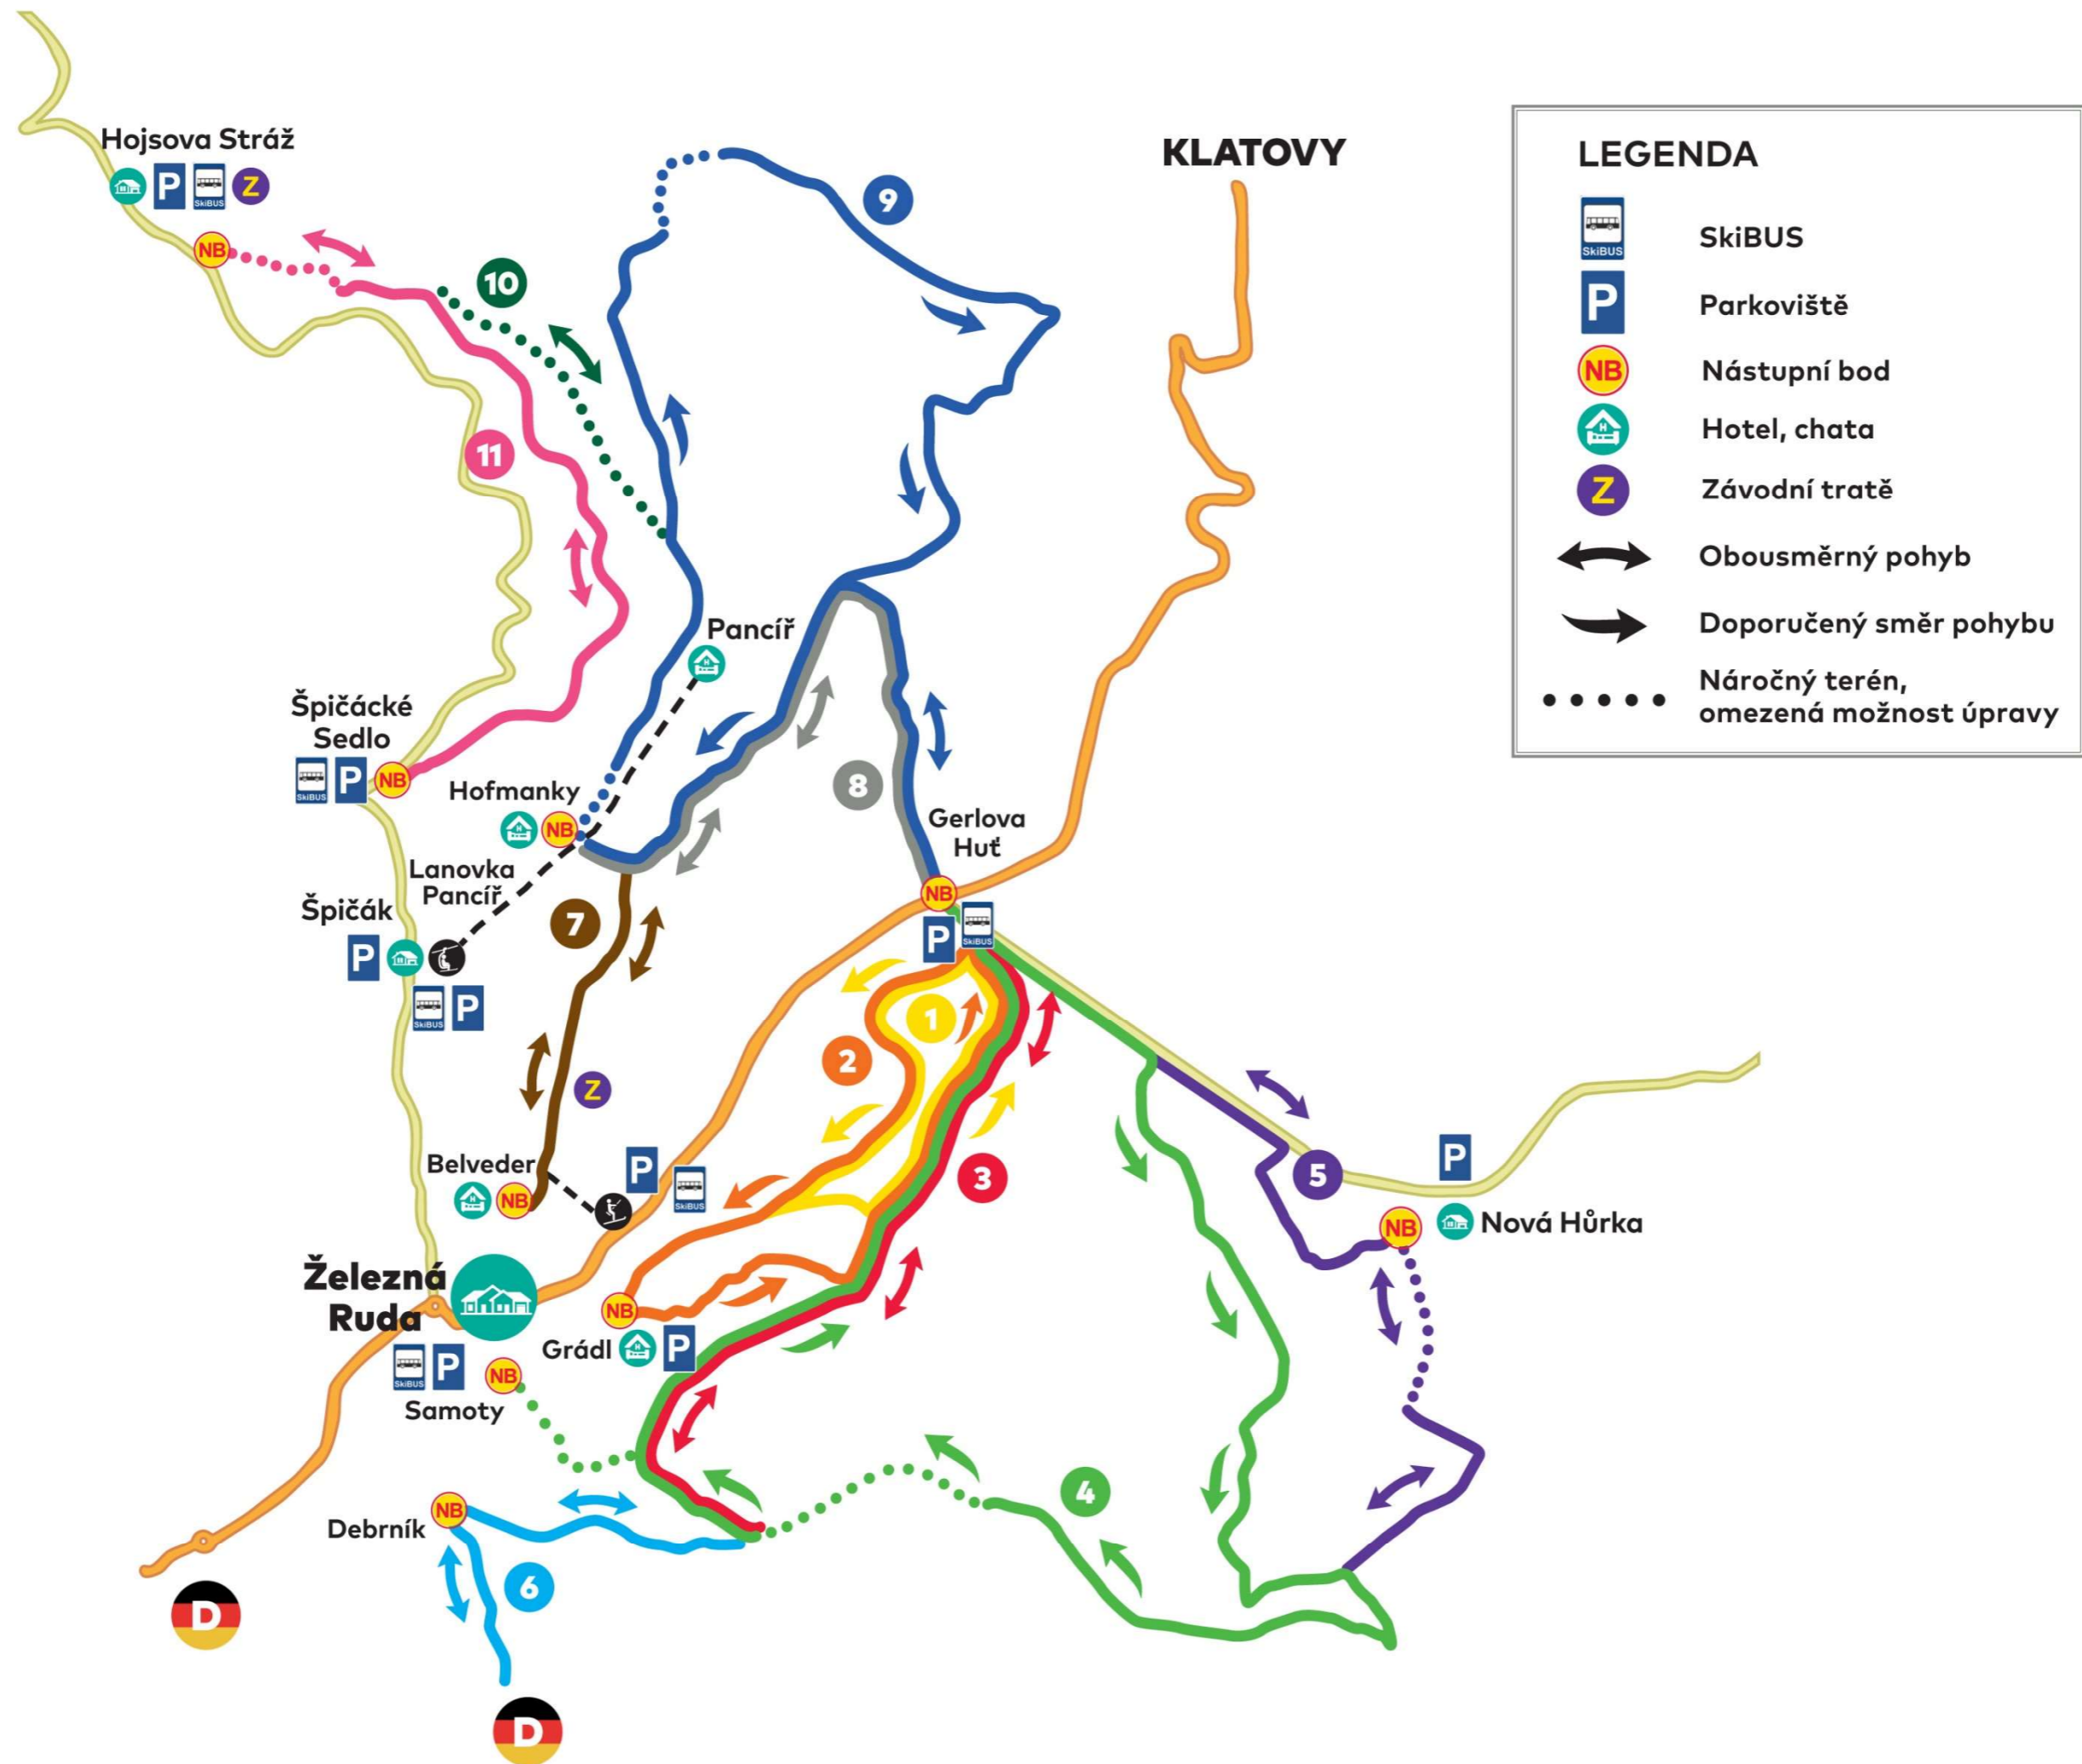 Hojsova Stráž
P
SkiBUS
Z
NB
10
11
9
KLATOVY
LEGENDA
SkiBUS
SkiBUS
P
Parkoviště
NB
Nástupní bod
H
Hotel, chata
Z
Závodní tratě
Obousměrný pohyb
Doporučený směr pohybu
Náročný terén,
omezená možnost úpravy
Pancíř
H
Špičácké
Sedlo
SkiBUS
P
NB
Hofmanky
H
NB
8
Gerlova
Huť
NB
P
SkiBUS
Lanovka
Pancíř
Špičák
P
SkiBUS
P
7
1
2
Z
3
Belveder
H
NB
P
SkiBUS
5
P
NB
Nová Hůrka
Železná
Ruda
NB
Grádl
H
P
SkiBUS
P
NB
Samoty
4
NB
Debrník
6
D
D